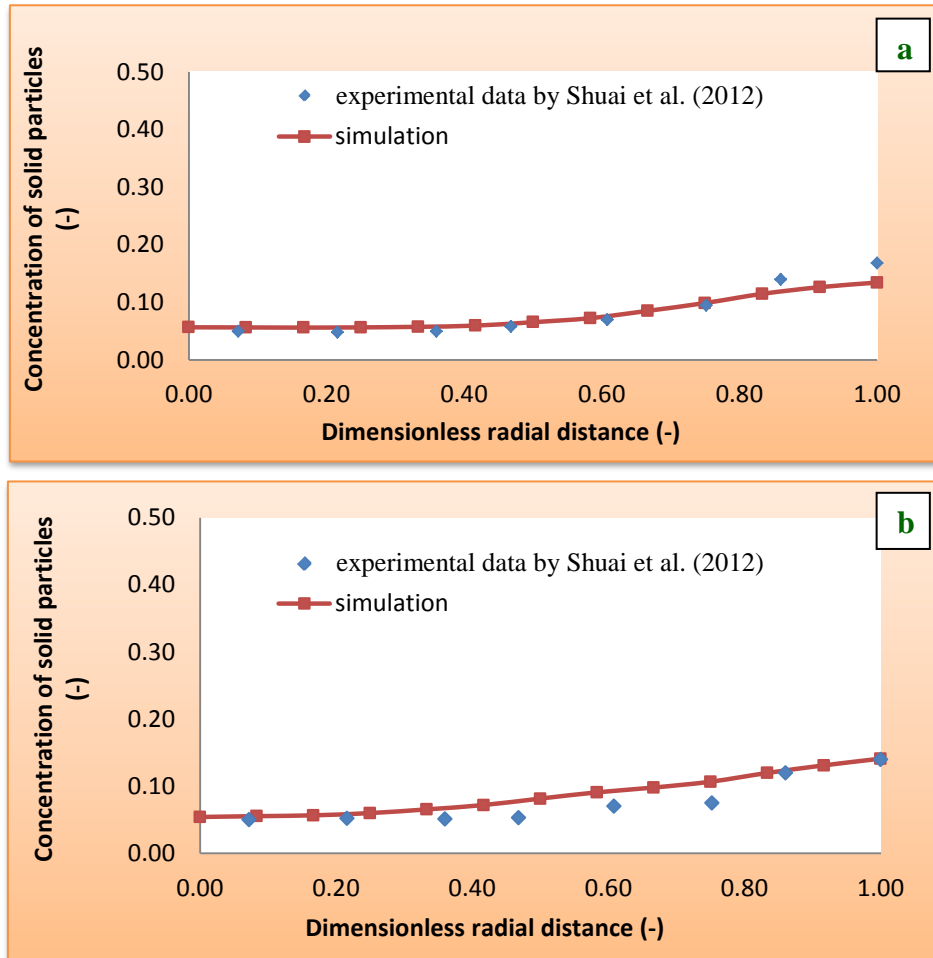 a
Concentration of solid particles
(-)
0.50
0.40
0.30
0.20
0.10
0.00
experimental data by Shuai et al. (2012)
simulation
0.00 0.20 0.40 0.60 0.80 1.00
Dimensionless radial distance (-)
b
Concentration of solid particles
(-)
0.50
0.40
0.30
0.20
0.10
0.00
experimental data by Shuai et al. (2012)
simulation
0.00 0.20 0.40 0.60 0.80 1.00
Dimensionless radial distance (-)